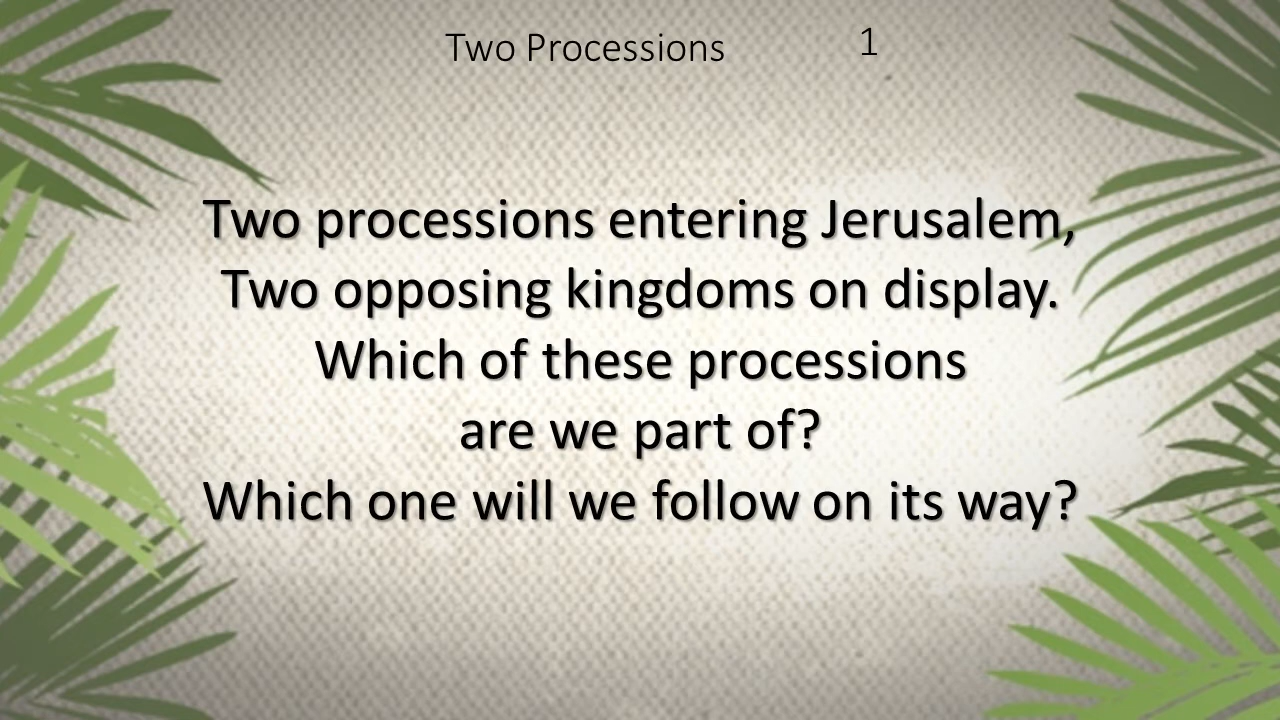 Two Processions 1
Two processions entering Jerusalem,
Two opposing kingdoms on display.
Which of these processions
are we part of?
Which one will we follow on its way?